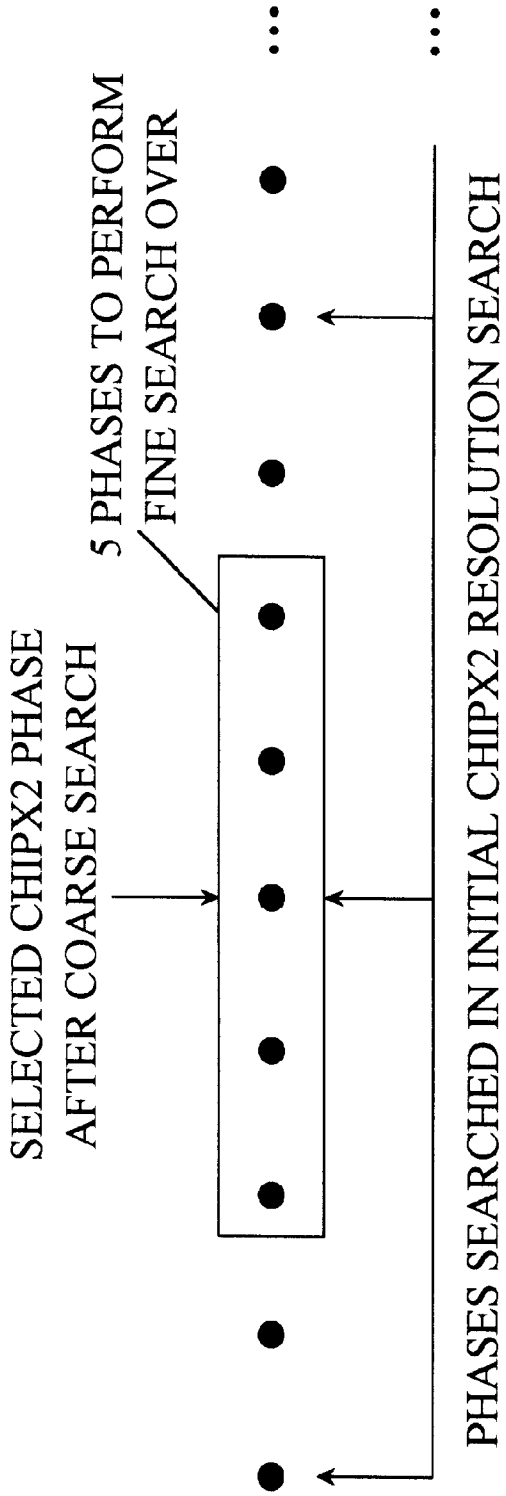 SELECTED CHIPX2 PHASE
AFTER COARSE SEARCH
5 PHASES TO PERFORM
FINE SEARCH OVER
PHASES SEARCHED IN INITIAL CHIPX2 RESOLUTION SEARCH